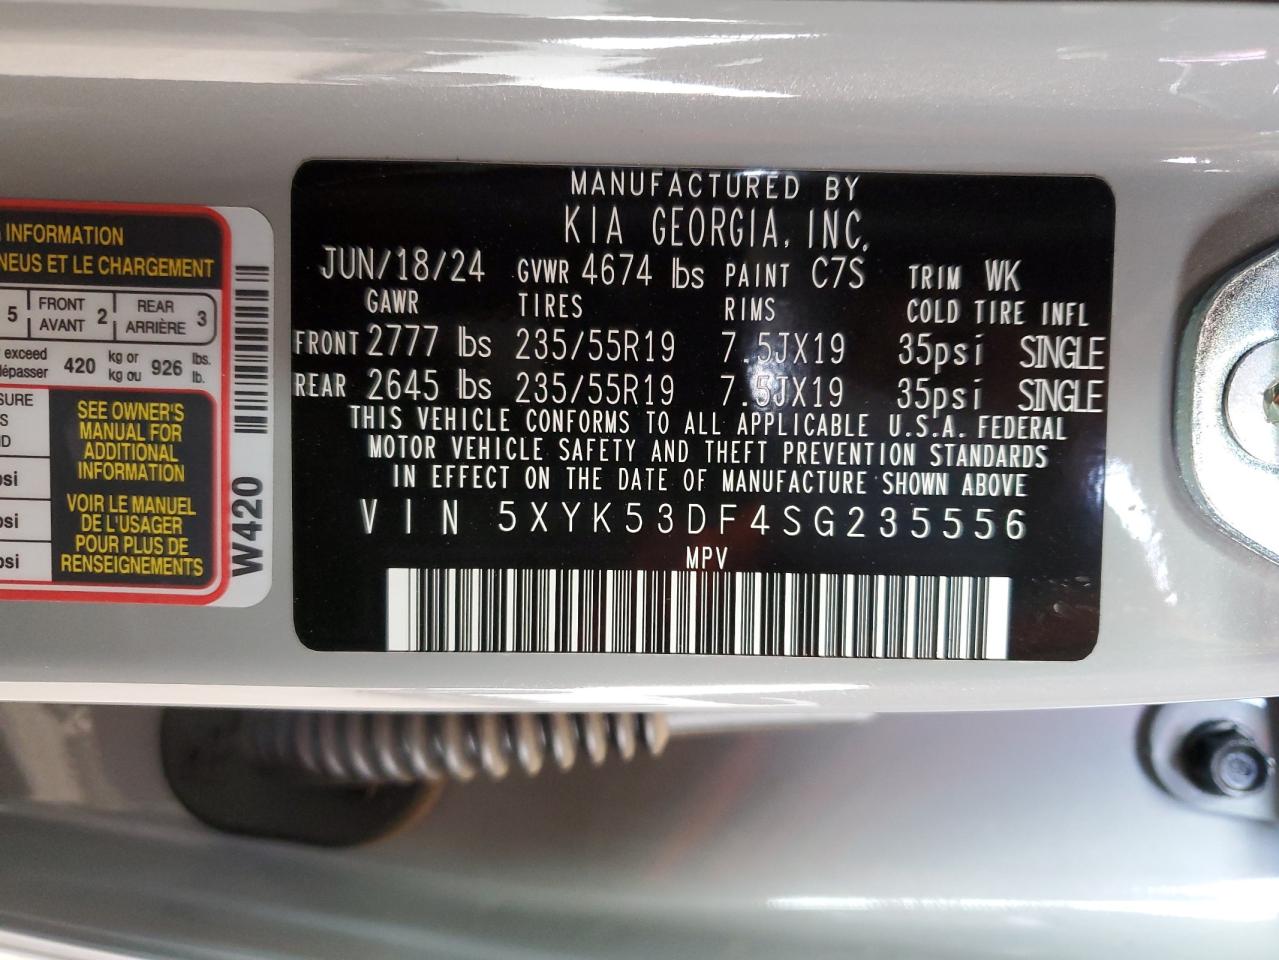 INFORMATION
NEUS ET LE CHARGEMENT
5 FRONT AVANT 2 REAR ARRIÈRE 3
exceed
dépasser 420 kg or kg ou 926 lbs. lb.
SEE OWNER'S
MANUAL FOR
ADDITIONAL
INFORMATION
VOIR LE MANUEL
DE L'USAGER
POUR PLUS DE
RENSEIGNEMENTS
psi
psi
psi
W420
MANUFACTURED BY
KIA GEORGIA, INC.
JUN/18/24 GVWR 4674 lbs PAINT C7S TRIM WK
GAWR TIRES RIMS COLD TIRE INFL
FRONT 2777 lbs 235/55R19 7.5JX19 35psi SINGLE
REAR 2645 lbs 235/55R19 7.5JX19 35psi SINGLE
THIS VEHICLE CONFORMS TO ALL APPLICABLE U.S.A. FEDERAL
MOTOR VEHICLE SAFETY AND THEFT PREVENTION STANDARDS
IN EFFECT ON THE DATE OF MANUFACTURE SHOWN ABOVE
VIN 5XYK53DF4SG235556
MPV